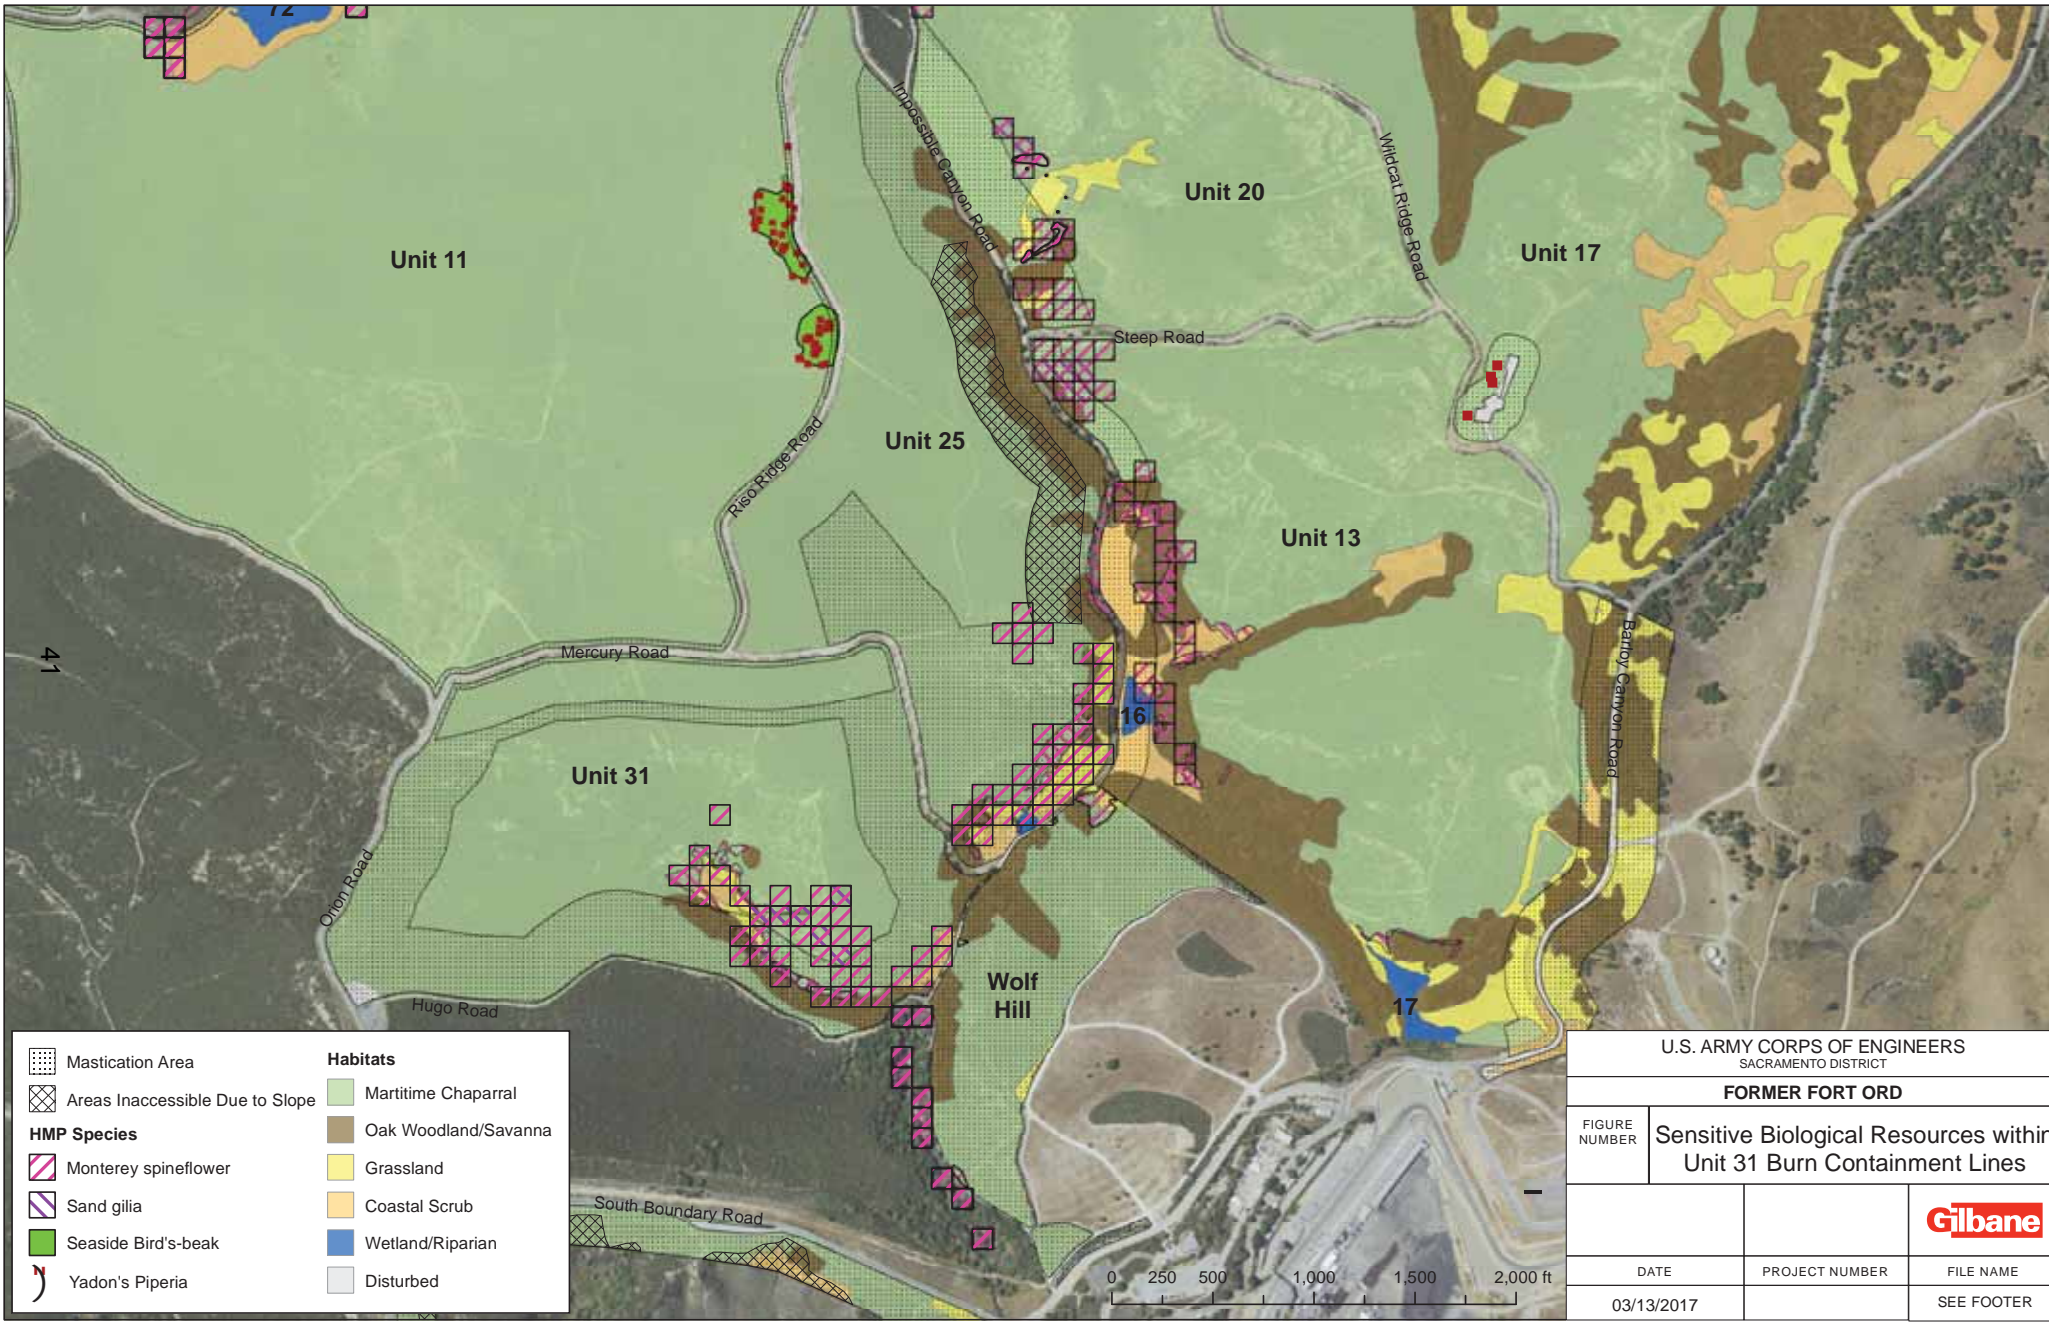 72
Impossible Canyon Road
Wildcat Ridge Road
Unit 20
Unit 11
Unit 17
Steep Road
Unit 25
Riso Ridge Road
Unit 13
41
Mercury Road
Barloy Canyon Road
16
Unit 31
Orion Road
Wolf
Hill
17
Hugo Road
South Boundary Road
Mastication Area
Areas Inaccessible Due to Slope
HMP Species
Monterey spineflower
Sand gilia
Seaside Bird's-beak
Yadon's Piperia
Habitats
Martitime Chaparral
Oak Woodland/Savanna
Grassland
Coastal Scrub
Wetland/Riparian
Disturbed
0 250 500 1,000 1,500 2,000 ft
U.S. ARMY CORPS OF ENGINEERS
SACRAMENTO DISTRICT
FORMER FORT ORD
FIGURE
NUMBER
Sensitive Biological Resources within
Unit 31 Burn Containment Lines
Gilbane
DATE PROJECT NUMBER FILE NAME
03/13/2017 SEE FOOTER